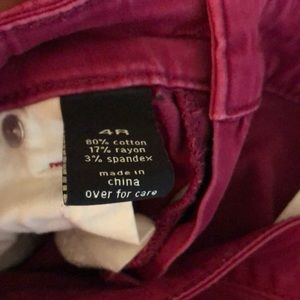 4R
80% cotton
17% rayon
3% spandex
made in
china
over for care